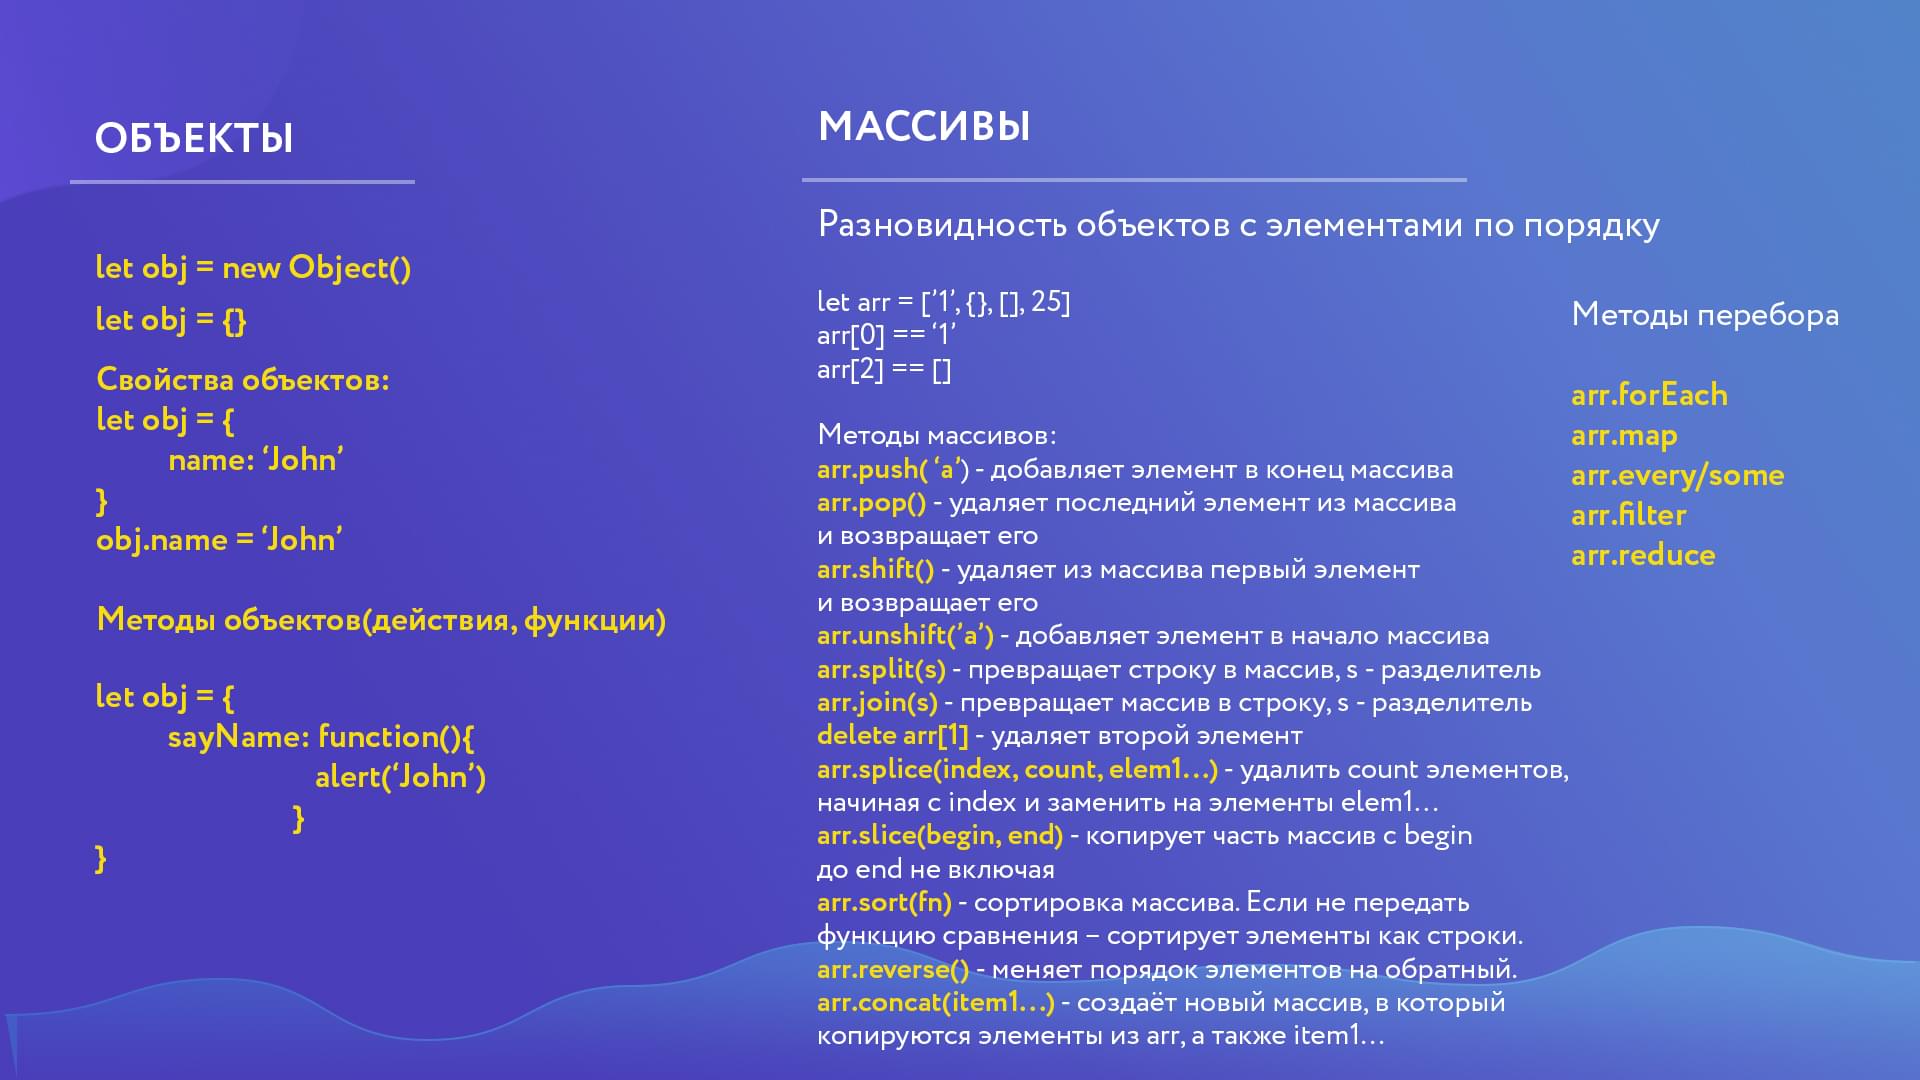 ОБЪЕКТЫ
let obj = new Object()
let obj = {}
Свойства объектов:
let obj = {
name: ‘John’
}
obj.name = ‘John’
Методы объектов(действия, функции)
let obj = {
sayName: function(){
alert(‘John’)
}
}
МАССИВЫ
Разновидность объектов с элементами по порядку
let arr = [’1’, {}, [], 25]
arr[0] == ‘1’
arr[2] == []
Методы массивов:
arr.push( ‘a’) - добавляет элемент в конец массива
arr.pop() - удаляет последний элемент из массива
и возвращает его
arr.shift() - удаляет из массива первый элемент
и возвращает его
arr.unshift(’a’) - добавляет элемент в начало массива
arr.split(s) - превращает строку в массив, s - разделитель
arr.join(s) - превращает массив в строку, s - разделитель
delete arr[1] - удаляет второй элемент
arr.splice(index, count, elem1...) - удалить count элементов,
начиная с index и заменить на элементы elem1...
arr.slice(begin, end) - копирует часть массив с begin
до end не включая
arr.sort(fn) - сортировка массива. Если не передать
функцию сравнения – сортирует элементы как строки.
arr.reverse() - меняет порядок элементов на обратный.
arr.concat(item1...) - создаёт новый массив, в который
копируются элементы из arr, а также item1...
Методы перебора
arr.forEach
arr.map
arr.every/some
arr.filter
arr.reduce